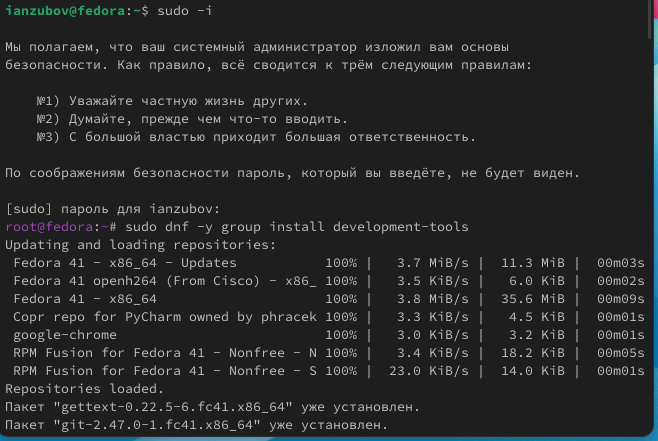 ianzubov@fedora:~$ sudo -i
Мы полагаем, что ваш системный администратор изложил вам основы
безопасности. Как правило, всё сводится к трём следующим правилам:
№1) Уважайте частную жизнь других.
№2) Думайте, прежде чем что-то вводить.
№3) С большой властью приходит большая ответственность.
По соображениям безопасности пароль, который вы введёте, не будет виден.
[sudo] пароль для ianzubov:
root@fedora:~# sudo dnf -y group install development-tools
Updating and loading repositories:
Fedora 41 - x86_64 - Updates 100% | 3.7 MiB/s | 11.3 MiB | 00m03s
Fedora 41 openh264 (From Cisco) - x86_ 100% | 3.5 KiB/s | 6.0 KiB | 00m02s
Fedora 41 - x86_64 100% | 3.8 MiB/s | 35.6 MiB | 00m09s
Copr repo for PyCharm owned by phracek 100% | 3.3 KiB/s | 4.5 KiB | 00m01s
google-chrome 100% | 3.0 KiB/s | 3.2 KiB | 00m01s
RPM Fusion for Fedora 41 - Nonfree - N 100% | 3.4 KiB/s | 18.2 KiB | 00m05s
RPM Fusion for Fedora 41 - Nonfree - S 100% | 23.0 KiB/s | 14.0 KiB | 00m01s
Repositories loaded.
Пакет "gettext-0.22.5-6.fc41.x86_64" уже установлен.
Пакет "git-2.47.0-1.fc41.x86_64" уже установлен.